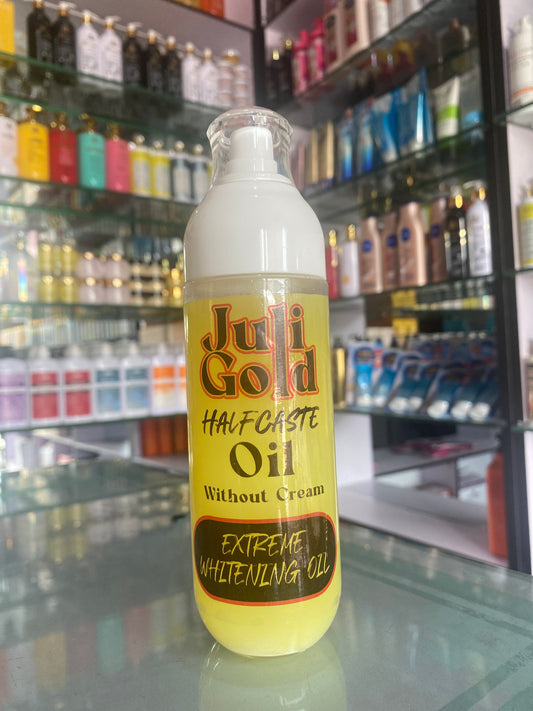 Juli
Gold
HALFCASTE
Oil
Without Cream
EXTREME
WHITENING OIL